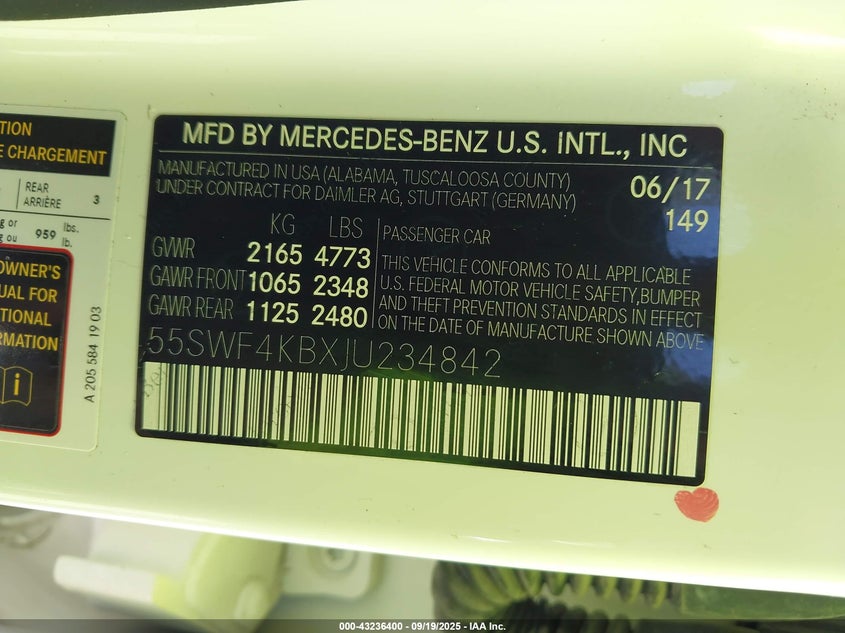 TION
E CHARGEMENT
REAR
ARRIÈRE 3
g or
g ou 959 lbs.
lb.
OWNER'S
UAL FOR
TIONAL
RMATION
A 205 584 19 03
MFD BY MERCEDES-BENZ U.S. INTL., INC
MANUFACTURED IN USA (ALABAMA, TUSCALOOSA COUNTY)
UNDER CONTRACT FOR DAIMLER AG, STUTTGART (GERMANY)
06/17
149
KG LBS
GVWR 2165 4773
GAWR FRONT 1065 2348
GAWR REAR 1125 2480
PASSENGER CAR
THIS VEHICLE CONFORMS TO ALL APPLICABLE
U.S. FEDERAL MOTOR VEHICLE SAFETY,BUMPER
AND THEFT PREVENTION STANDARDS IN EFFECT
ON THE DATE OF MANUFACTURE SHOWN ABOVE
55SWF4KBXJU234842
000-43236400 - 09/19/2025 - IAA Inc.